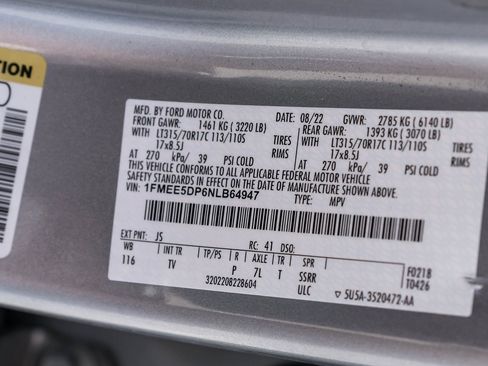 TION
MFD. BY FORD MOTOR CO. 08/22 GVWR: 2785 KG ( 6140 LB)
FRONT GAWR: 1461 KG ( 3220 LB) REAR GAWR: 1393 KG ( 3070 LB)
WITH LT315/70R17C 113/110S TIRES WITH LT315/70R17C 113/110S TIRES
17x8.5J RIMS 17x8.5J RIMS
AT 270 kPa/ 39 PSI COLD AT 270 kPa/ 39 PSI COLD
THIS VEHICLE CONFORMS TO ALL APPLICABLE FEDERAL MOTOR VEHICLE
SAFETY STANDARDS IN EFFECT ON THE DATE OF MANUFACTURE SHOWN ABOVE.
VIN: 1FMEE5DP6NLB64947 TYPE: MPV
EXT PNT: JS RC: 41 DSO:
WB INT TR TP/PS R AXLE TR SPR
116 TV P 7L T SSRR F0218
3202208228604 ULC T0426
▽ 5U5A-3520472-AA